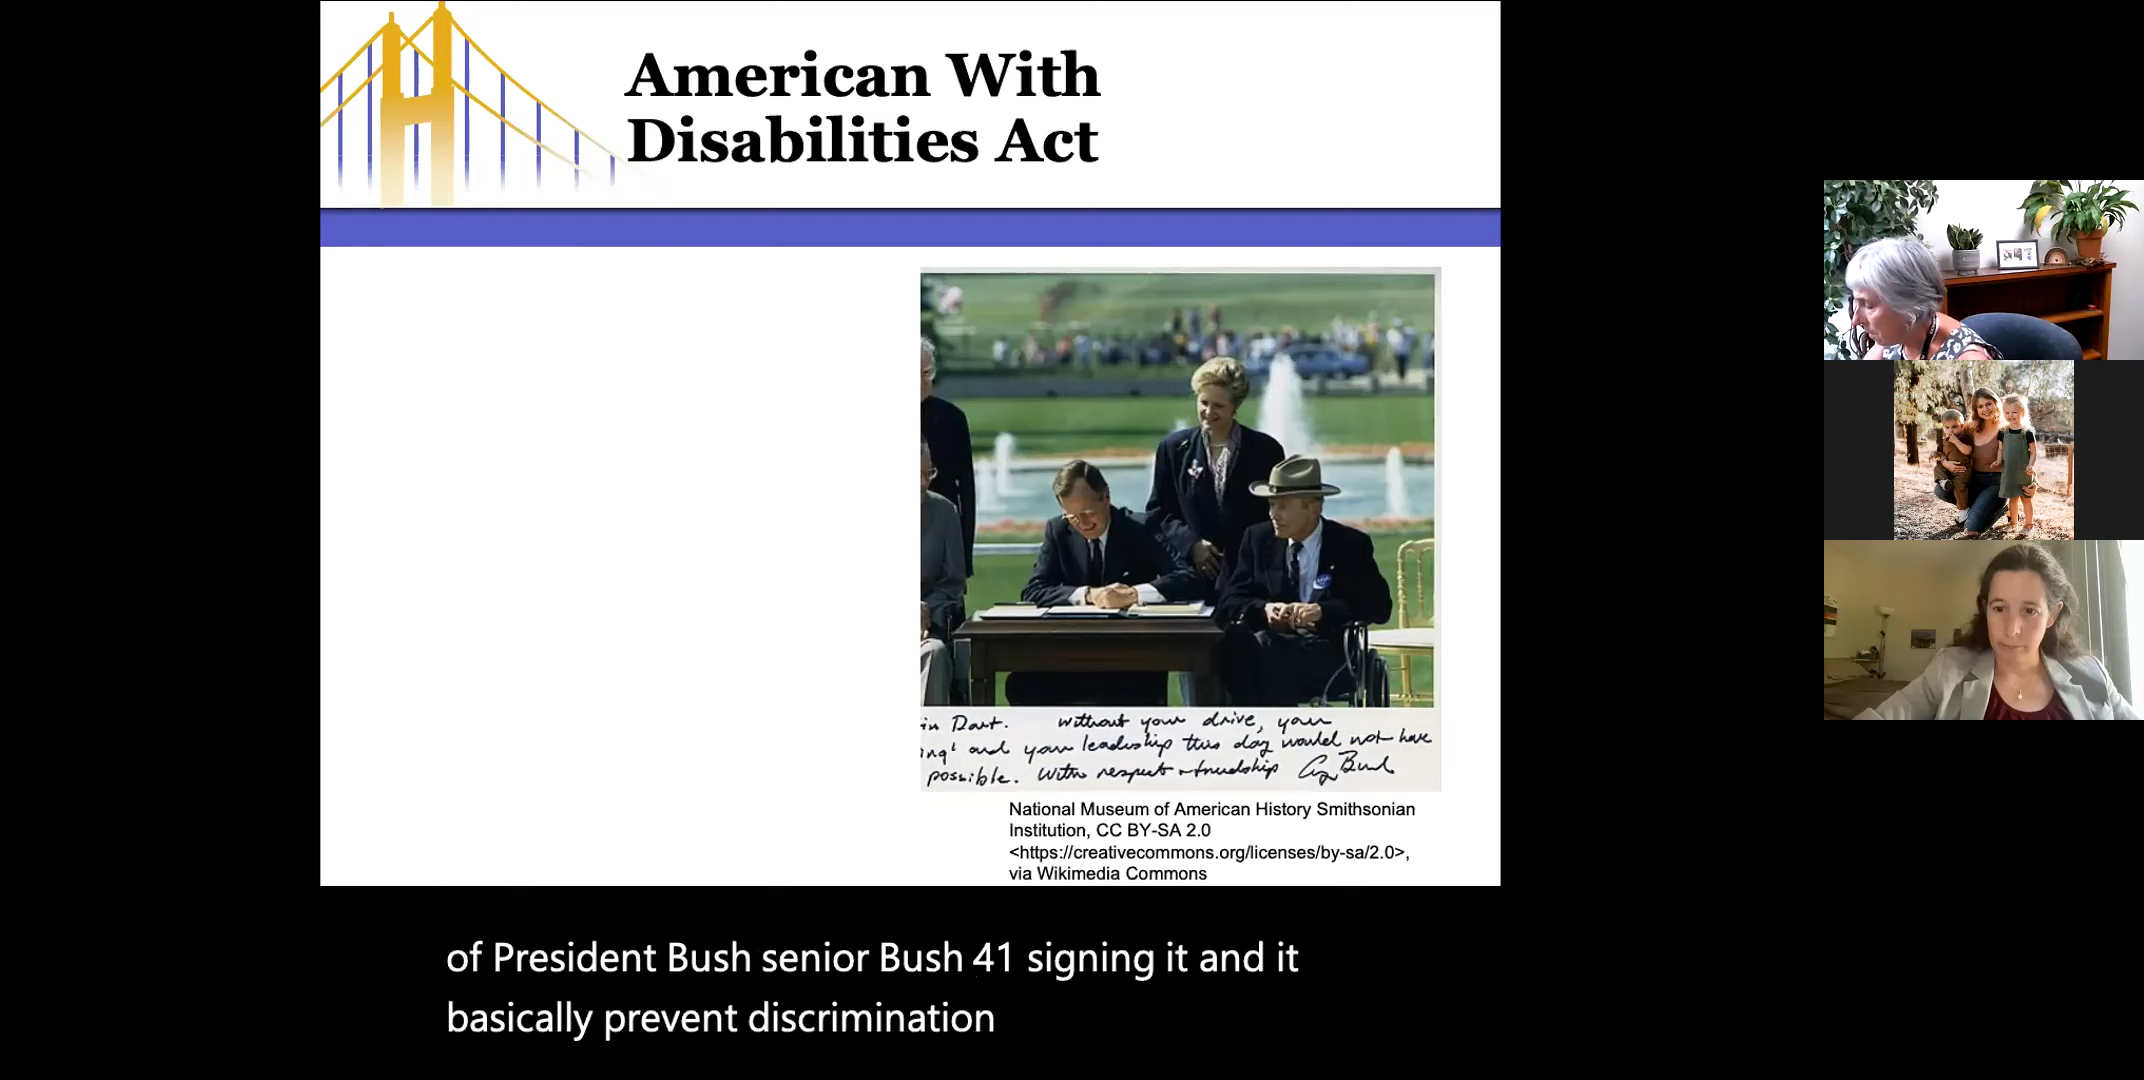 American With
Disabilities Act
in Dart. Without your drive, your
ing' and your leadership this day would not have
possible. With respect + friendship Bush
National Museum of American History Smithsonian
Institution, CC BY-SA 2.0
<https://creativecommons.org/licenses/by-sa/2.0>,
via Wikimedia Commons
of President Bush senior Bush 41 signing it and it
basically prevent discrimination